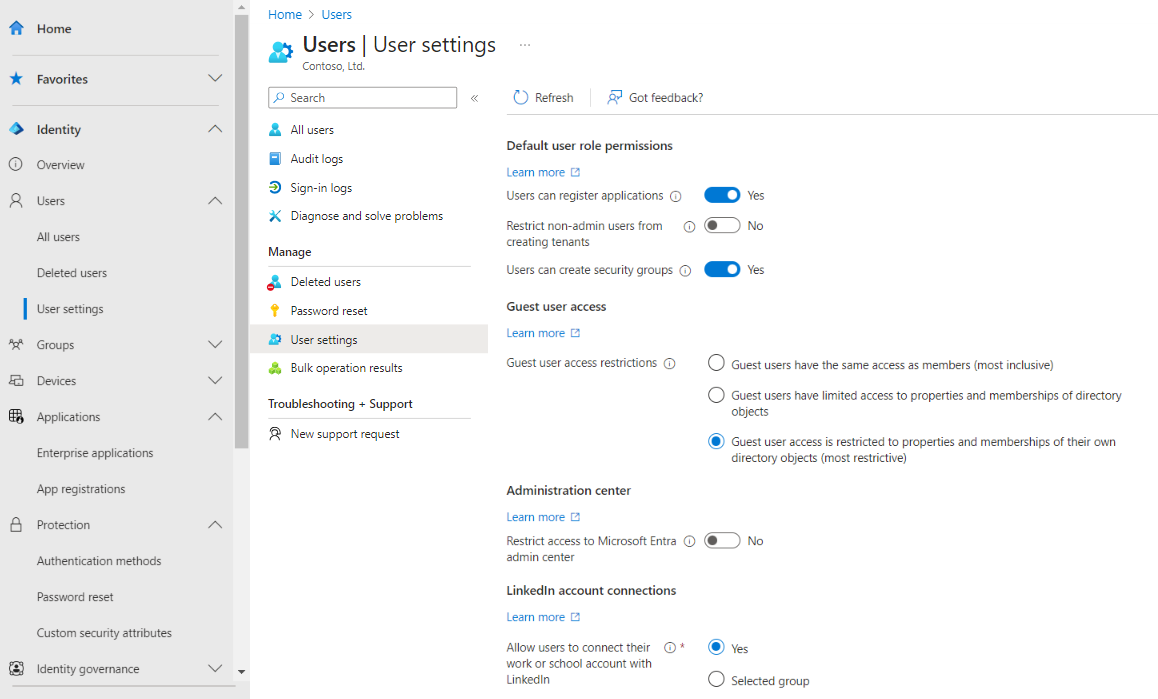 Home
Favorites
Identity
Overview
Users
All users
Deleted users
User settings
Groups
Devices
Applications
Enterprise applications
App registrations
Protection
Authentication methods
Password reset
Custom security attributes
Identity governance
Home > Users
Users | User settings ...
Contoso, Ltd.
Search
«
All users
Audit logs
Sign-in logs
Diagnose and solve problems
Manage
Deleted users
Password reset
User settings
Bulk operation results
Troubleshooting + Support
New support request
Refresh
Got feedback?
Default user role permissions
Learn more
Users can register applications
Yes
Restrict non-admin users from
creating tenants
No
Users can create security groups
Yes
Guest user access
Learn more
Guest user access restrictions
Guest users have the same access as members (most inclusive)
Guest users have limited access to properties and memberships of directory
objects
Guest user access is restricted to properties and memberships of their own
directory objects (most restrictive)
Administration center
Learn more
Restrict access to Microsoft Entra
admin center
No
LinkedIn account connections
Learn more
Allow users to connect their
work or school account with
LinkedIn
*
Yes
Selected group